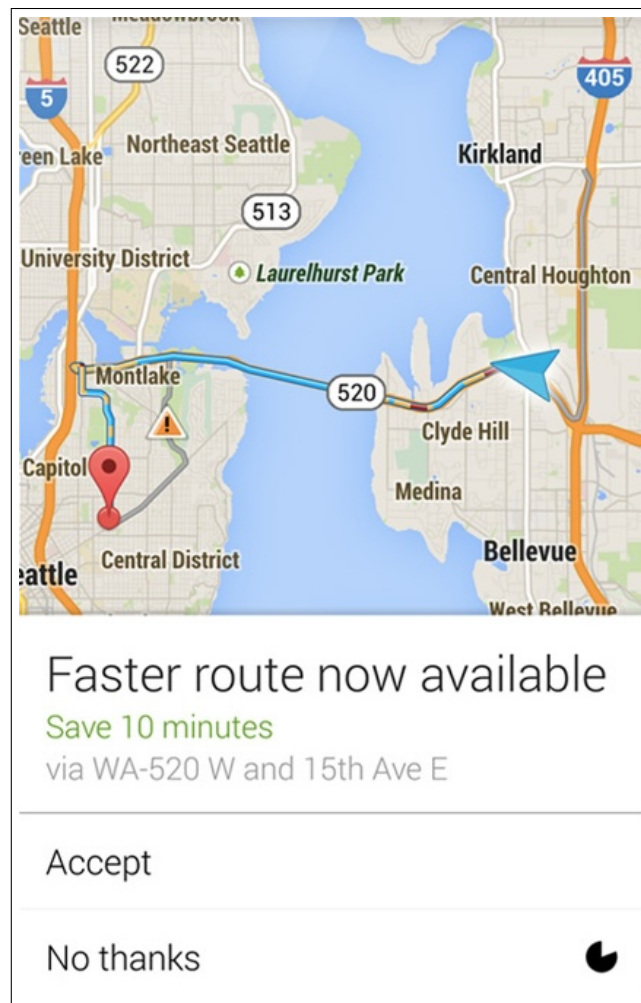 Seattle
522
5
405
Northeast Seattle
Kirkland
513
University District
Laurelhurst Park
Central Houghton
Montlake
520
Clyde Hill
Capitol
Medina
Central District
Bellevue
eattle
West Bellevue
Faster route now available
Save 10 minutes
via WA-520 W and 15th Ave E
Accept
No thanks